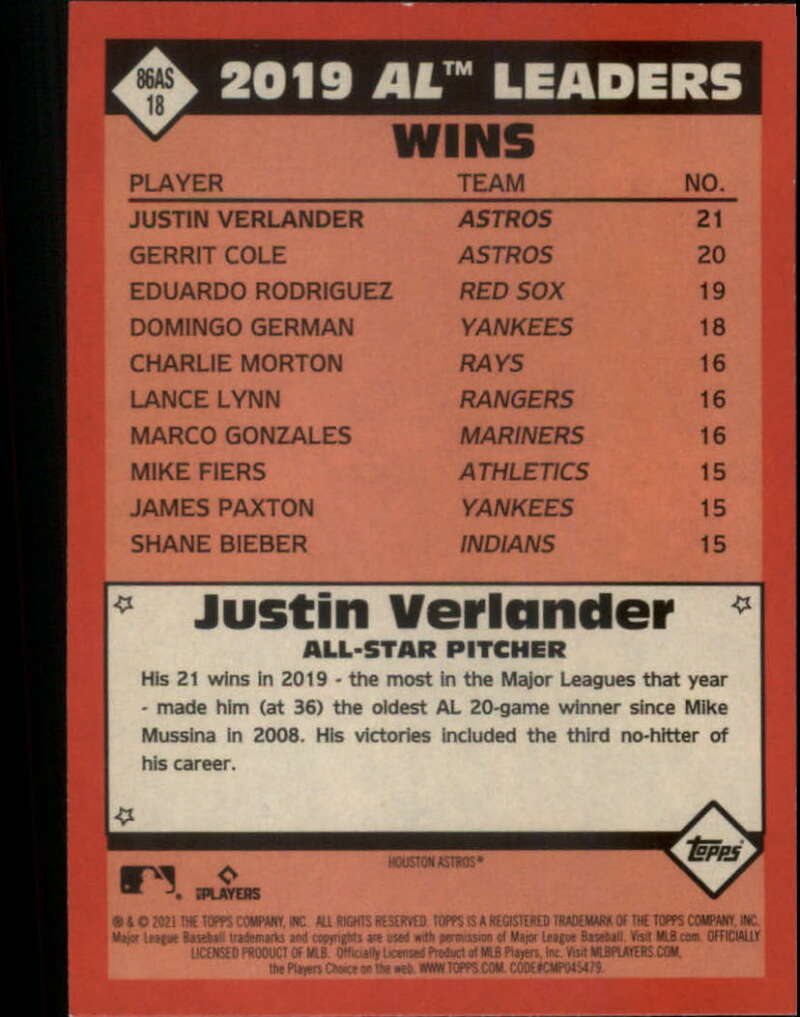 86AS
18
2019 AL™ LEADERS
WINS
PLAYER TEAM NO.
JUSTIN VERLANDER ASTROS 21
GERRIT COLE ASTROS 20
EDUARDO RODRIGUEZ RED SOX 19
DOMINGO GERMAN YANKEES 18
CHARLIE MORTON RAYS 16
LANCE LYNN RANGERS 16
MARCO GONZALES MARINERS 16
MIKE FIERS ATHLETICS 15
JAMES PAXTON YANKEES 15
SHANE BIEBER INDIANS 15
Justin Verlander
ALL-STAR PITCHER
His 21 wins in 2019 - the most in the Major Leagues that year
- made him (at 36) the oldest AL 20-game winner since Mike
Mussina in 2008. His victories included the third no-hitter of
his career.
topps
HOUSTON ASTROS®
PLAYERS
® & © 2021 THE TOPPS COMPANY, INC. ALL RIGHTS RESERVED. TOPPS IS A REGISTERED TRADEMARK OF THE TOPPS COMPANY, INC.
Major League Baseball trademarks and copyrights are used with permission of Major League Baseball. Visit MLB.com. OFFICIALLY
LICENSED PRODUCT OF MLB. Officially Licensed Product of MLB Players, Inc. Visit MLBPLAYERS.COM,
the Players Choice on the web. WWW.TOPPS.COM. CODE#CMP045479.